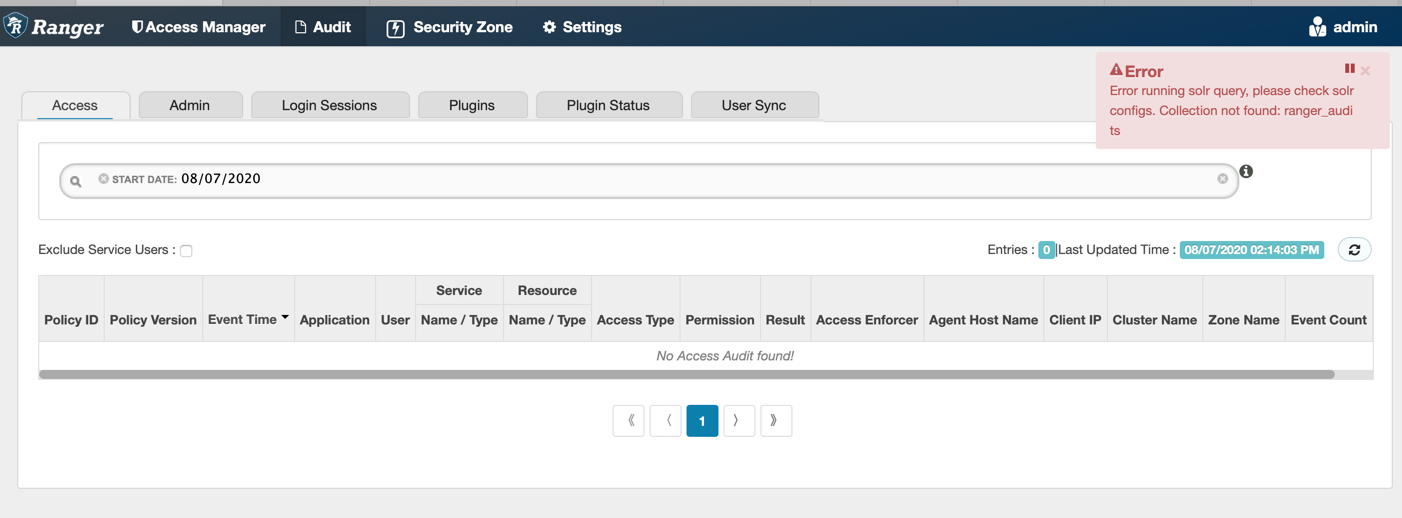 Ranger Access Manager Audit Security Zone Settings admin
Error
Error running solr query, please check solr
configs. Collection not found: ranger_audi
ts
Access Admin Login Sessions Plugins Plugin Status User Sync
START DATE: 08/07/2020
Exclude Service Users :
Entries : 0 |Last Updated Time : 08/07/2020 02:14:03 PM
Service Resource
Policy ID Policy Version Event Time Application User Name / Type Name / Type Access Type Permission Result Access Enforcer Agent Host Name Client IP Cluster Name Zone Name Event Count
No Access Audit found!
《 〈 1 〉 》